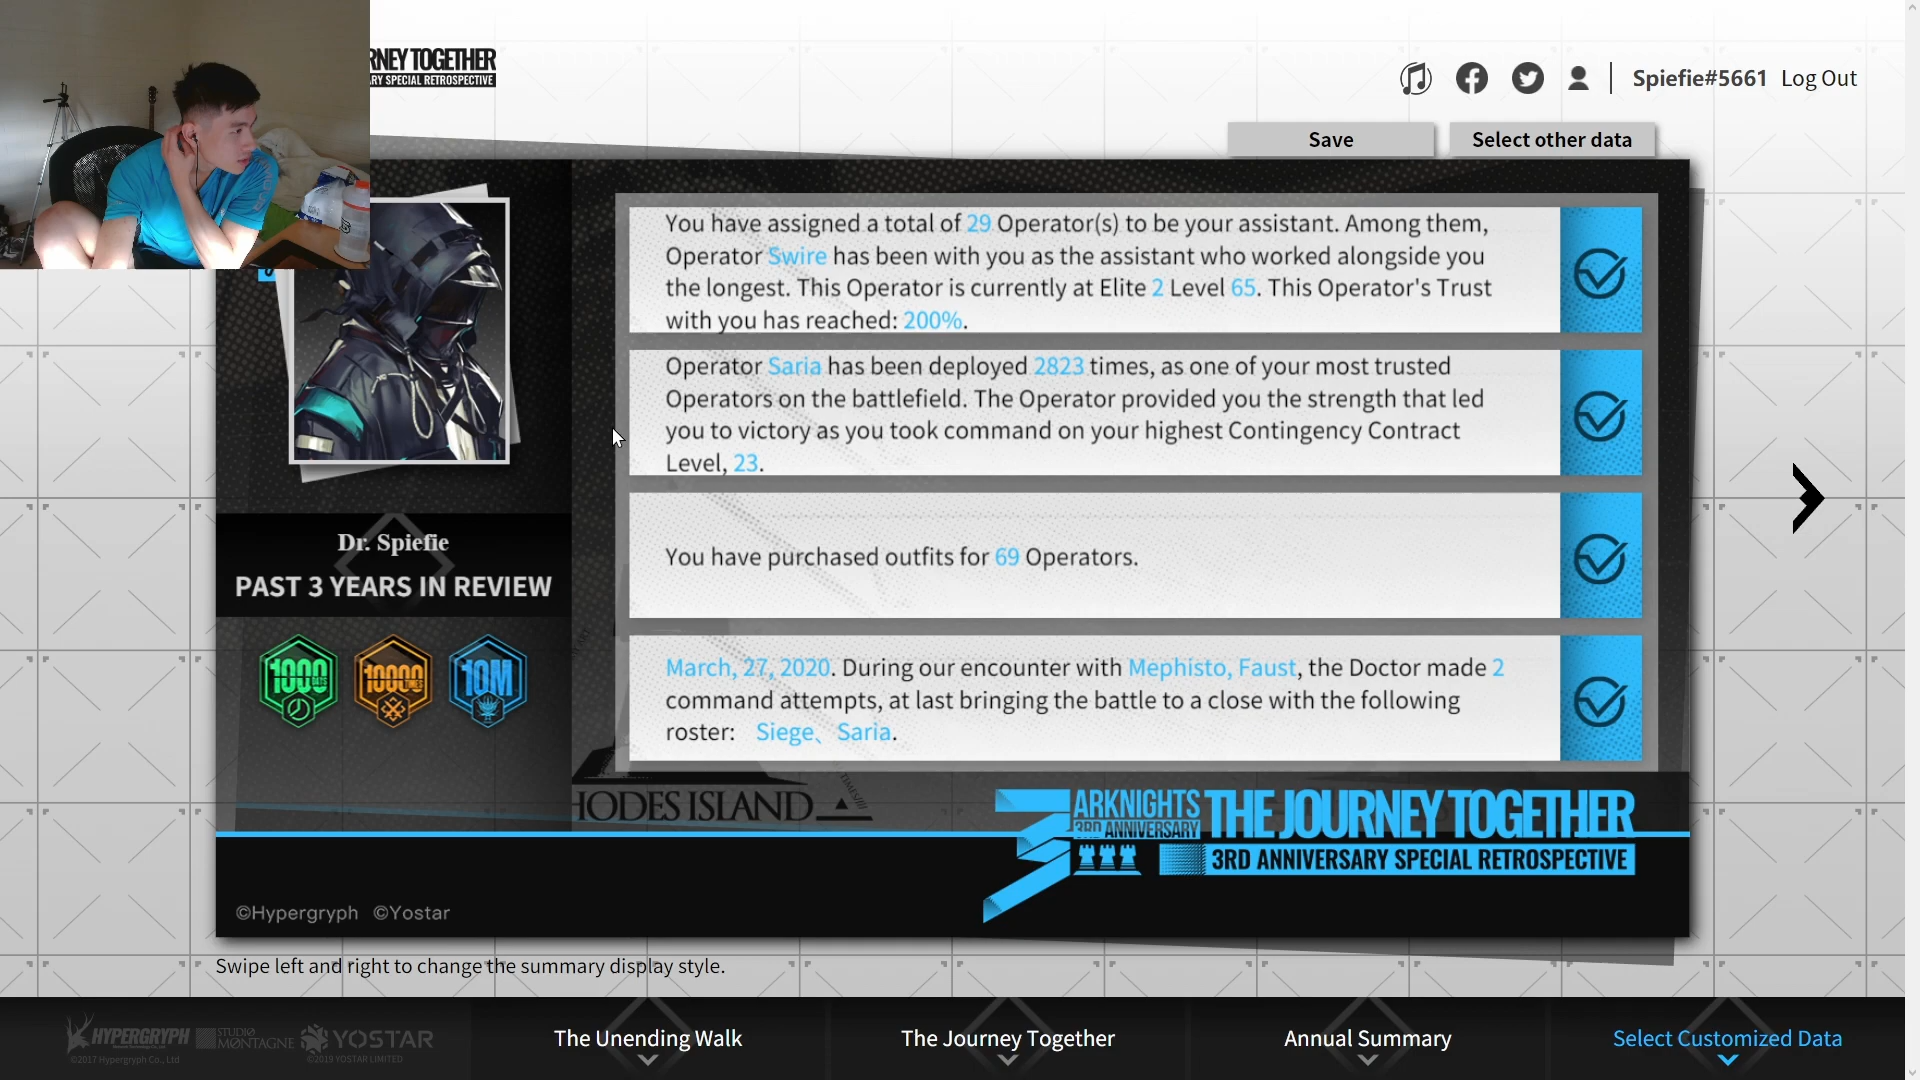 RNEY TOGETHER
RY SPECIAL RETROSPECTIVE
Spiefie#5661 Log Out
Save
Select other data
You have assigned a total of 29 Operator(s) to be your assistant. Among them,
Operator Swire has been with you as the assistant who worked alongside you
the longest. This Operator is currently at Elite 2 Level 65. This Operator's Trust
with you has reached: 200%.
Operator Saria has been deployed 2823 times, as one of your most trusted
Operators on the battlefield. The Operator provided you the strength that led
you to victory as you took command on your highest Contingency Contract
Level, 23.
You have purchased outfits for 69 Operators.
March, 27, 2020. During our encounter with Mephisto, Faust, the Doctor made 2
command attempts, at last bringing the battle to a close with the following
roster: Siege、Saria.
Dr. Spiefie
PAST 3 YEARS IN REVIEW
1000 DAYS
10000 TIMES
10M
HODES ISLAND
ARKNIGHTS
3RD ANNIVERSARY
THE JOURNEY TOGETHER
3RD ANNIVERSARY SPECIAL RETROSPECTIVE
©Hypergryph ©Yostar
Swipe left and right to change the summary display style.
HYPERGRYPH
©2017 Hypergryph Co., Ltd
STUDIO
MONTAGNE
YOSTAR
©2019 YOSTAR LIMITED
The Unending Walk
The Journey Together
Annual Summary
Select Customized Data